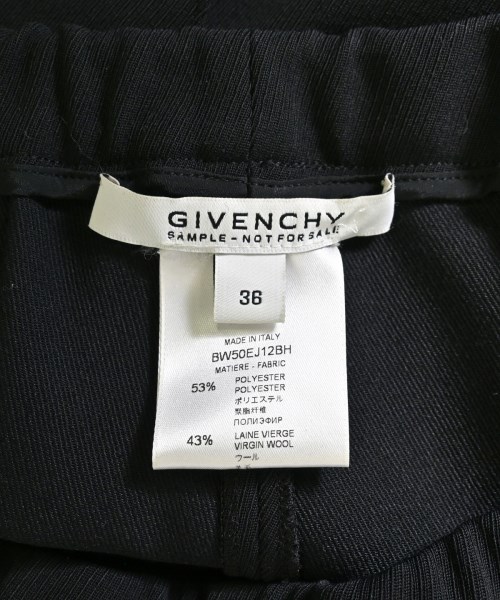 GIVENCHY
SAMPLE - NOT FOR SALE
36
MADE IN ITALY
BW50EJ12BH
MATIERE - FABRIC
53% POLYESTER
POLYESTER
ポリエステル
聚脂纤维
ПОЛИЭФИР
43% LAINE VIERGE
VIRGIN WOOL
ウール